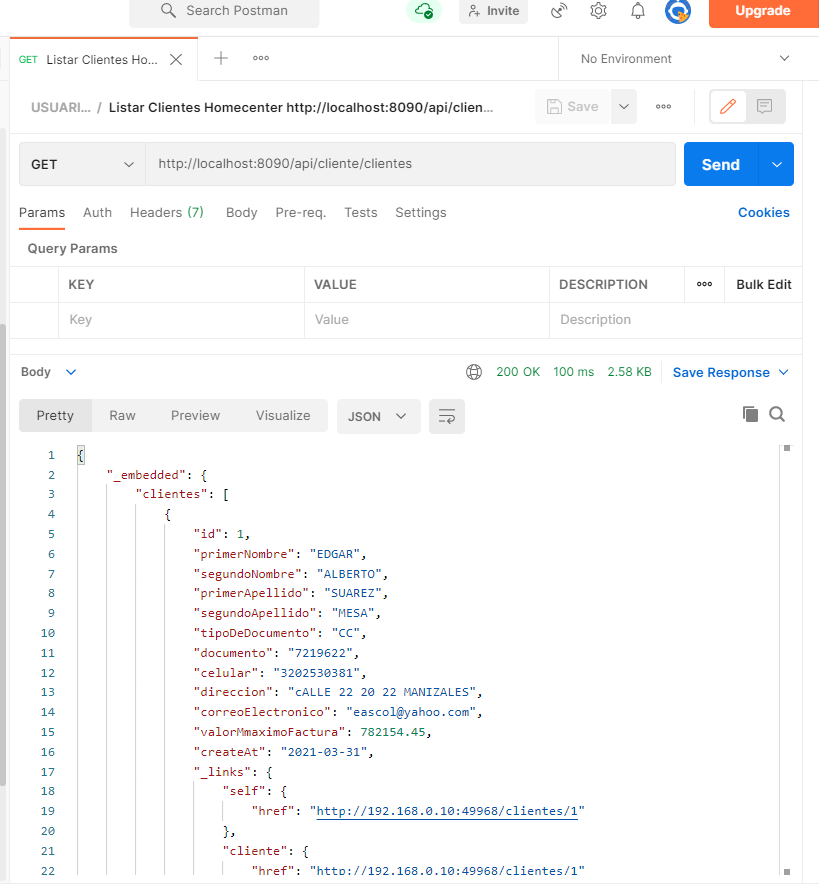 Search Postman Invite Upgrade
GET Listar Clientes Ho... No Environment
USUARI... / Listar Clientes Homecenter http://localhost:8090/api/clien... Save
GET http://localhost:8090/api/cliente/clientes Send
Params Auth Headers (7) Body Pre-req. Tests Settings Cookies
Query Params
KEY VALUE DESCRIPTION Bulk Edit
Key Value Description
Body 200 OK 100 ms 2.58 KB Save Response
Pretty Raw Preview Visualize JSON
1 {
2 "_embedded": {
3 "clientes": [
4 {
5 "id": 1,
6 "primerNombre": "EDGAR",
7 "segundoNombre": "ALBERTO",
8 "primerApellido": "SUAREZ",
9 "segundoApellido": "MESA",
10 "tipoDeDocumento": "CC",
11 "documento": "7219622",
12 "celular": "3202530381",
13 "direccion": "cALLE 22 20 22 MANIZALES",
14 "correoElectronico": "eascol@yahoo.com",
15 "valorMmaximoFactura": 782154.45,
16 "createAt": "2021-03-31",
17 "_links": {
18 "self": {
19 "href": "http://192.168.0.10:49968/clientes/1"
20 },
21 "cliente": {
22 "href": "http://192.168.0.10:49968/clientes/1"